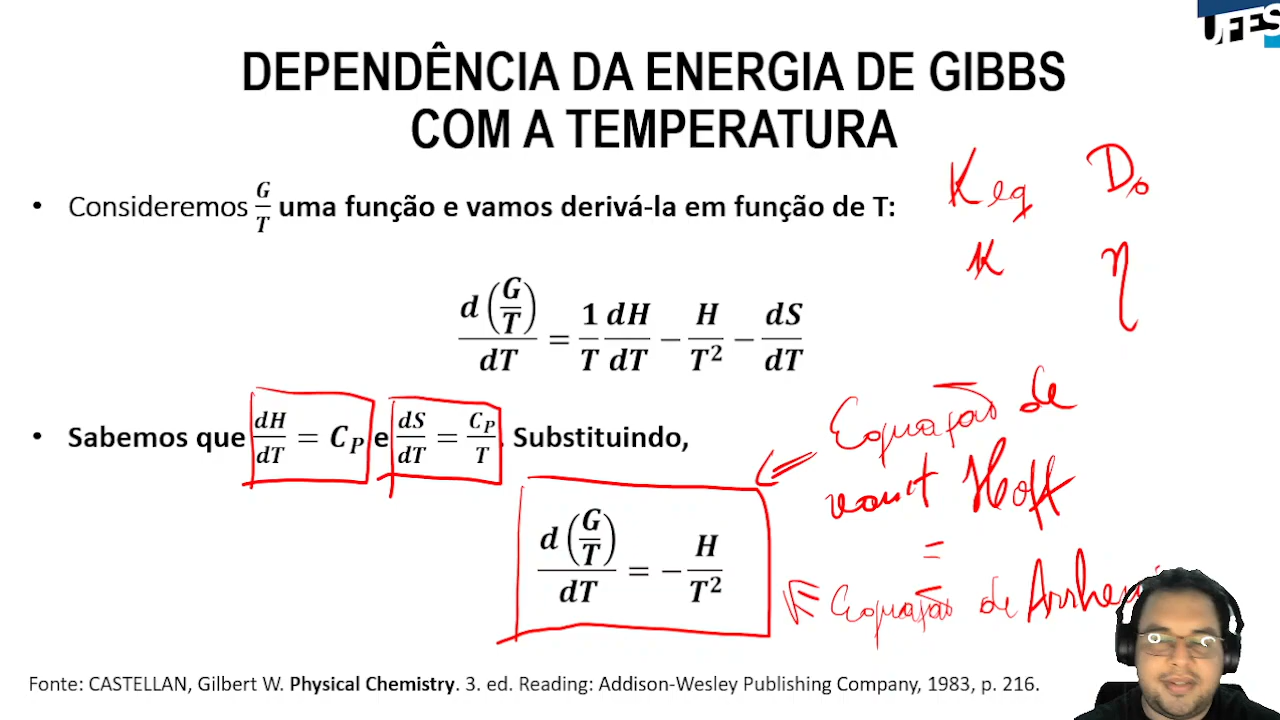 UFES
DEPENDÊNCIA DA ENERGIA DE GIBBS
COM A TEMPERATURA
• Consideremos G/T uma função e vamos derivá-la em função de T:
Keq D₀
K η
d(G/T)/dT = 1/T dH/dT − H/T² − dS/dT
• Sabemos que dH/dT = C_P e dS/dT = C_P/T. Substituindo,
Equação de
van't Hoff
=
Equação de
d(G/T)/dT = − H/T²
Fonte: CASTELLAN, Gilbert W. Physical Chemistry. 3. ed. Reading: Addison-Wesley Publishing Company, 1983, p. 216.